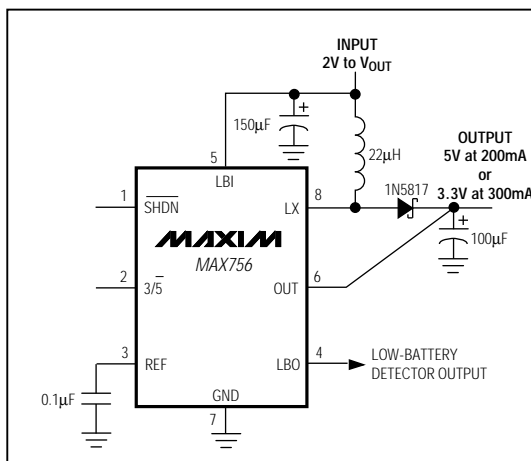 INPUT
2V to VOUT
150µF
+
22µH
OUTPUT
5V at 200mA
or
3.3V at 300mA
5
LBI
1
SHDN
LX
8
1N5817
+
100µF
MAXIM
MAX756
2
3/5
OUT
6
3
REF
LBO
4
LOW-BATTERY
DETECTOR OUTPUT
0.1µF
GND
7